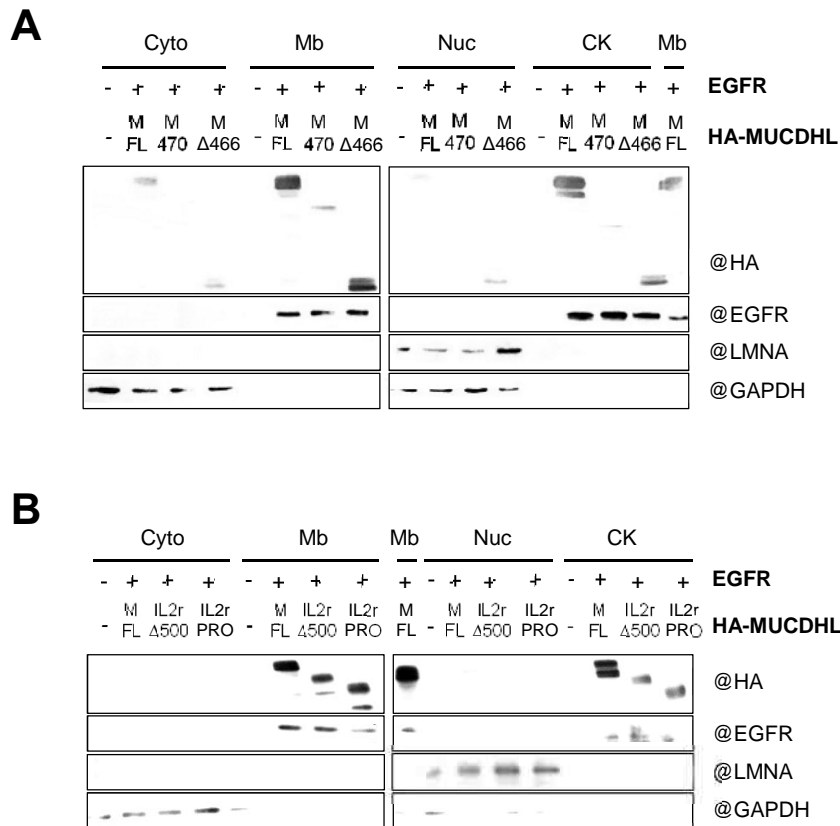 A
Cyto Mb Nuc CK Mb
- + + + - + + + - + + + - + + + + EGFR
M M M M M M M M M M M M M
- FL 470 Δ466 - FL 470 Δ466 - FL 470 Δ466 - FL 470 Δ466 FL HA-MUCDHL
@HA
@EGFR
@LMNA
@GAPDH
B
Cyto Mb Mb Nuc CK
- + + + - + + + + - + + + - + + + EGFR
M IL2r IL2r M IL2r IL2r M M IL2r IL2r M IL2r IL2r
- FL Δ500 PRO - FL Δ500 PRO FL - FL Δ500 PRO - FL Δ500 PRO HA-MUCDHL
@HA
@EGFR
@LMNA
@GAPDH